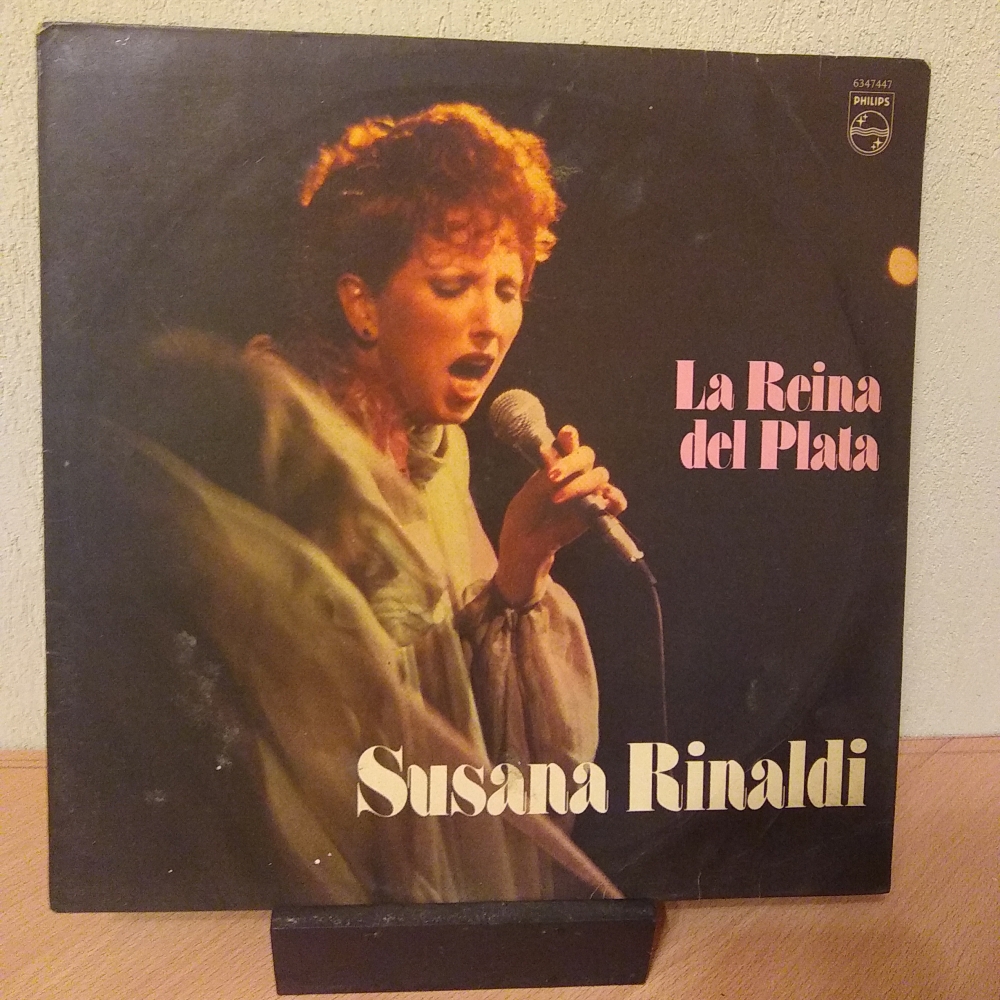 6347447
PHILIPS
La Reina
del Plata
Susana Rinaldi